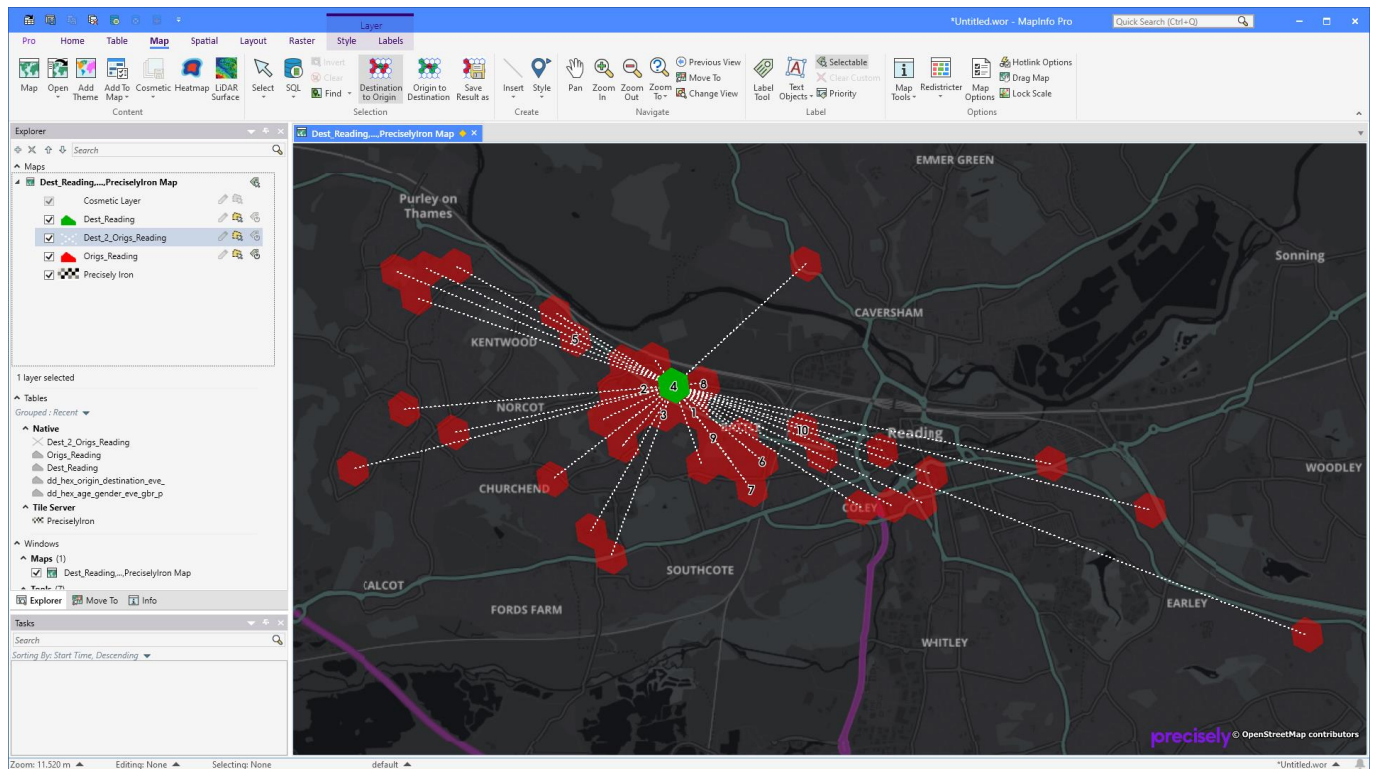 Layer
*Untitled.wor - MapInfo Pro
Quick Search (Ctrl+Q)
Pro Home Table Map Spatial Layout Raster Style Labels
Map Open Add Theme Add To Map Cosmetic Heatmap LiDAR Surface
Content
Select SQL Invert Clear Find Destination to Origin Origin to Destination Save Result as
Selection
Insert Style
Create
Pan Zoom In Zoom Out Zoom To Previous View Move To Change View
Navigate
Label Tool Text Objects Selectable Clear Custom Priority
Label
Map Tools Redistricter Map Options Hotlink Options Drag Map Lock Scale
Options
Explorer
Search
Maps
Dest_Reading,...,PreciselyIron Map
Cosmetic Layer
Dest_Reading
Dest_2_Origs_Reading
Origs_Reading
Precisely Iron
1 layer selected
Tables
Grouped : Recent
Native
Dest_2_Origs_Reading
Origs_Reading
Dest_Reading
dd_hex_origin_destination_eve_
dd_hex_age_gender_eve_gbr_p
Tile Server
PreciselyIron
Windows
Maps (1)
Dest_Reading,...,PreciselyIron Map
Tools (7)
Explorer Move To Info
Tasks
Search
Sorting By: Start Time, Descending
Dest_Reading,...,PreciselyIron Map
EMMER GREEN
Purley on
Thames
Sonning
CAVERSHAM
KENTWOOD
5
4
8
2
NORCOT
3
1
9
10
Reading
6
WOODLEY
7
CHURCHEND
COLEY
SOUTHCOTE
CALCOT
FORDS FARM
EARLEY
WHITLEY
precisely © OpenStreetMap contributors
Zoom: 11.520 m Editing: None Selecting: None default *Untitled.wor